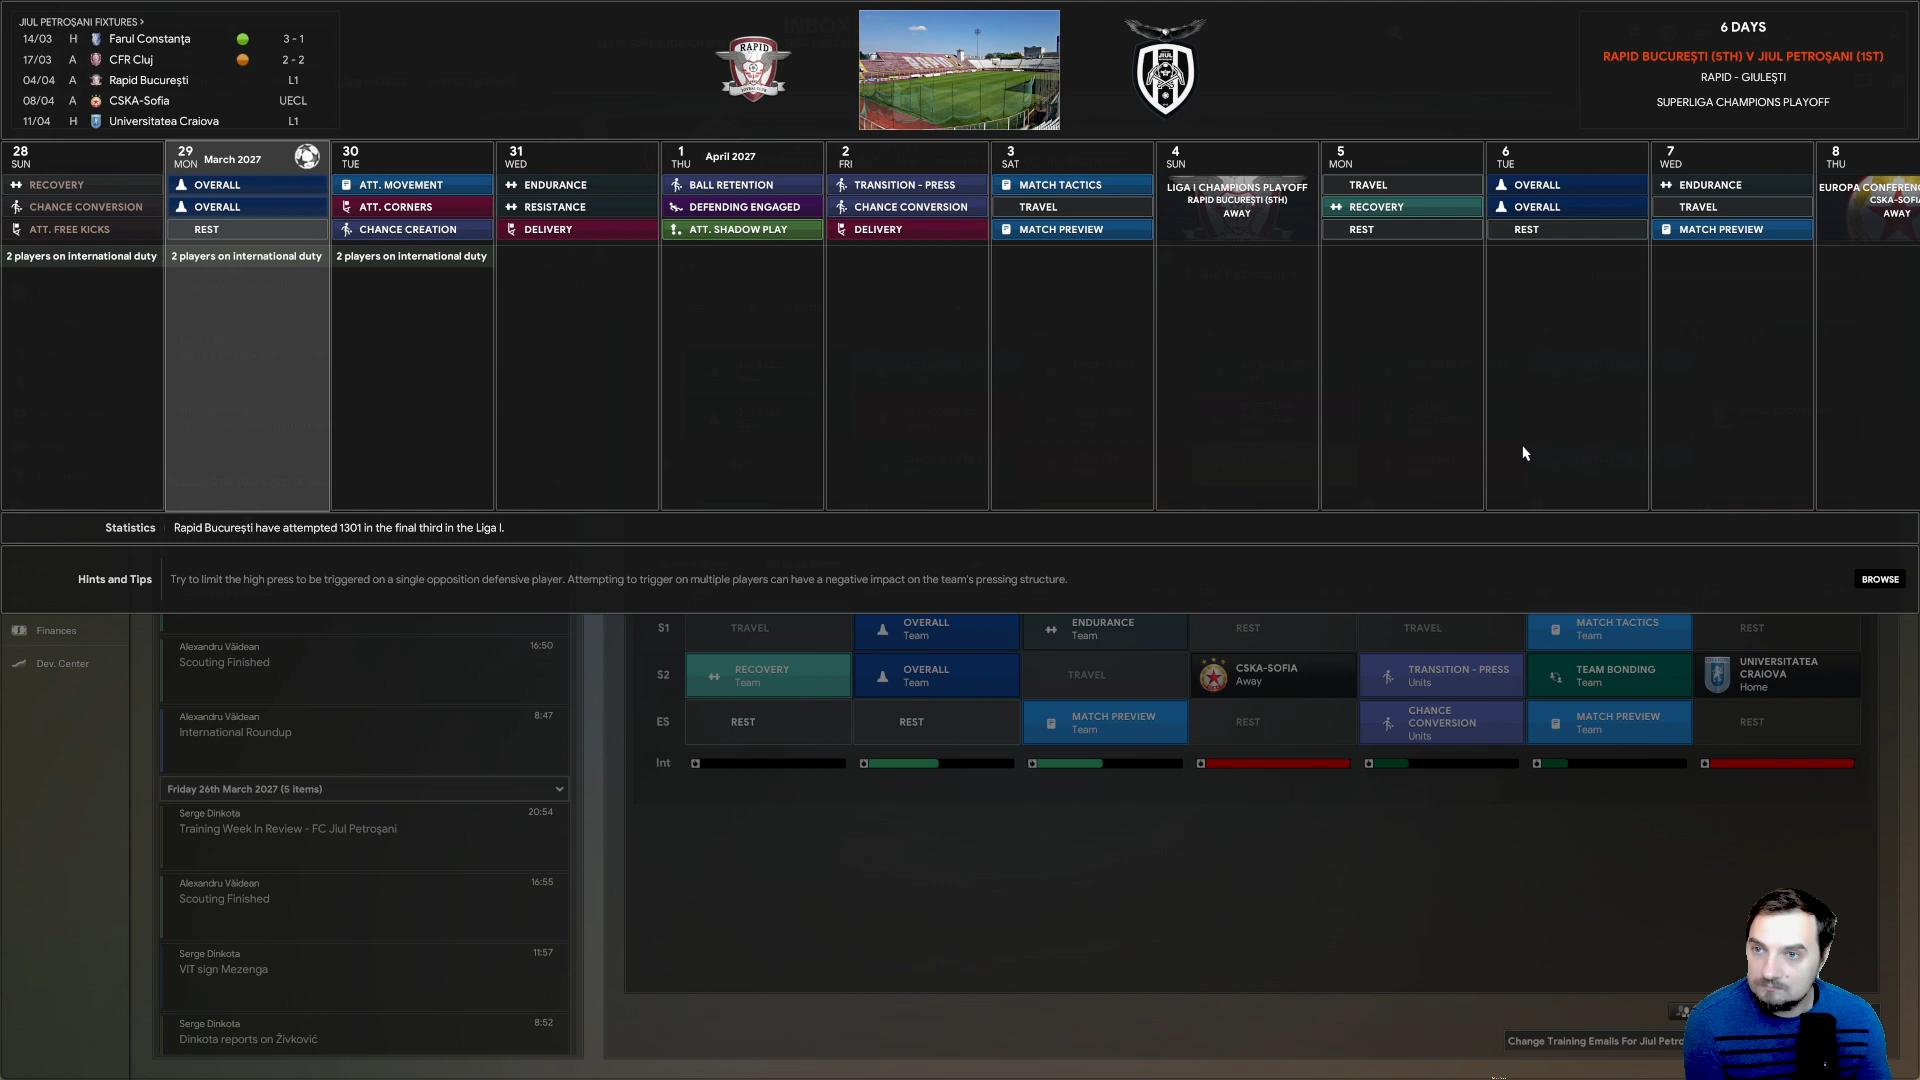 JIUL PETROȘANI FIXTURES >
14/03 H Farul Constanța 3 - 1
17/03 A CFR Cluj 2 - 2
04/04 A Rapid București L1
08/04 A CSKA-Sofia UECL
11/04 H Universitatea Craiova L1
RAPID
JIUL
6 DAYS
RAPID BUCUREȘTI (5TH) V JIUL PETROȘANI (1ST)
RAPID - GIULEȘTI
SUPERLIGA CHAMPIONS PLAYOFF
28 SUN
RECOVERY
CHANCE CONVERSION
ATT. FREE KICKS
2 players on international duty
29 MON March 2027
OVERALL
OVERALL
REST
2 players on international duty
30 TUE
ATT. MOVEMENT
ATT. CORNERS
CHANCE CREATION
2 players on international duty
31 WED
ENDURANCE
RESISTANCE
DELIVERY
1 THU April 2027
BALL RETENTION
DEFENDING ENGAGED
ATT. SHADOW PLAY
2 FRI
TRANSITION - PRESS
CHANCE CONVERSION
DELIVERY
3 SAT
MATCH TACTICS
TRAVEL
MATCH PREVIEW
4 SUN
LIGA I CHAMPIONS PLAYOFF
RAPID BUCUREȘTI (5TH)
AWAY
5 MON
TRAVEL
RECOVERY
REST
6 TUE
OVERALL
OVERALL
REST
7 WED
ENDURANCE
TRAVEL
MATCH PREVIEW
8 THU
EUROPA CONFERENC
CSKA-SOFIA
AWAY
Statistics Rapid București have attempted 1301 in the final third in the Liga I.
Hints and Tips Try to limit the high press to be triggered on a single opposition defensive player. Attempting to trigger on multiple players can have a negative impact on the team's pressing structure.
BROWSE
Finances
Dev. Center
Alexandru Văidean 16:50
Scouting Finished
Alexandru Văidean 8:47
International Roundup
Friday 26th March 2027 (5 items)
Serge Dinkota 20:54
Training Week In Review - FC Jiul Petroșani
Alexandru Văidean 16:55
Scouting Finished
Serge Dinkota 11:57
VIT sign Mezenga
Serge Dinkota 8:52
Dinkota reports on Živković
S1 TRAVEL
OVERALL
Team
ENDURANCE
Team
REST
TRAVEL
MATCH TACTICS
Team
REST
S2 RECOVERY
Team
OVERALL
Team
TRAVEL
CSKA-SOFIA
Away
TRANSITION - PRESS
Units
TEAM BONDING
Team
UNIVERSITATEA
CRAIOVA
Home
ES REST
REST
MATCH PREVIEW
Team
REST
CHANCE
CONVERSION
Units
MATCH PREVIEW
Team
REST
Int
Change Training Emails For Jiul Petro